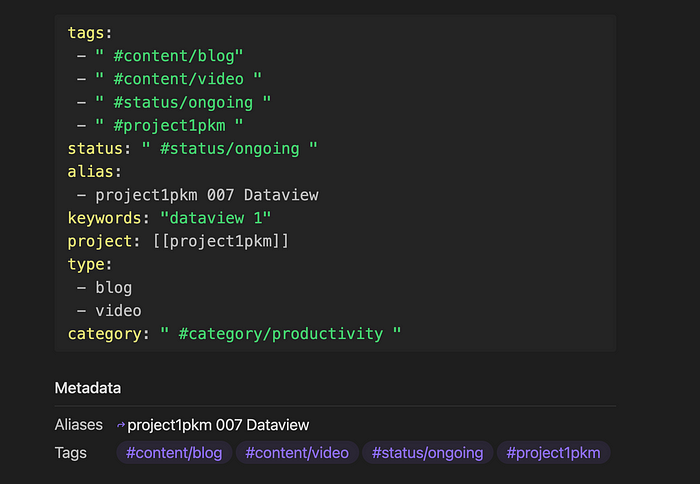 tags:
– " #content/blog"
– " #content/video "
– " #status/ongoing "
– " #project1pkm "
status: " #status/ongoing "
alias:
– project1pkm 007 Dataview
keywords: "dataview 1"
project: [[project1pkm]]
type:
– blog
– video
category: " #category/productivity "
Metadata
Aliases project1pkm 007 Dataview
Tags #content/blog #content/video #status/ongoing #project1pkm